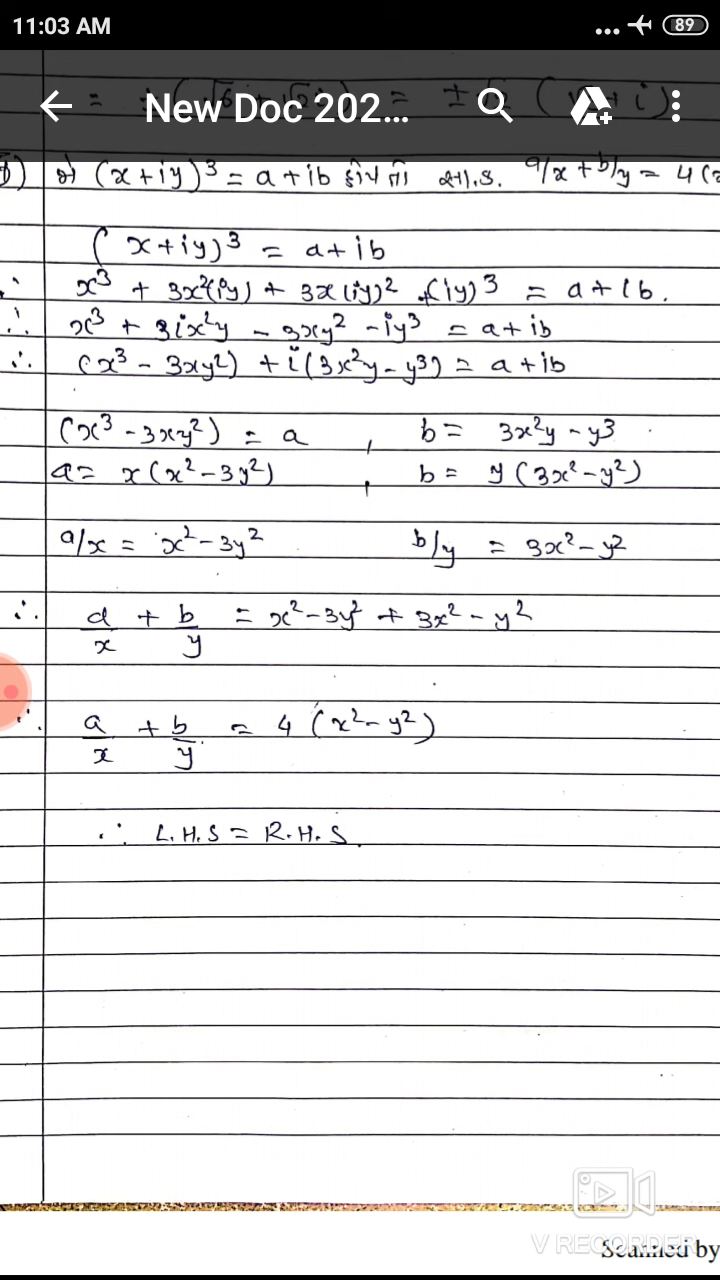 11:03 AM
... 89
New Doc 202...
જો (x+iy)³ = a+ib હોય તો સા.બ. a/x + b/y = 4(
(x+iy)³ = a+ib
∴ x³ + 3x²(iy) + 3x(iy)² + (iy)³ = a+ib.
∴ x³ + 3ix²y - 3xy² - iy³ = a+ib
∴ (x³ - 3xy²) + i(3x²y - y³) = a+ib
(x³ - 3xy²) = a , b = 3x²y - y³
a = x(x² - 3y²) , b = y(3x² - y²)
a/x = x² - 3y² b/y = 3x² - y²
∴ a/x + b/y = x² - 3y² + 3x² - y²
∴ a/x + b/y = 4(x² - y²)
∴ L.H.S = R.H.S.
V RECORDER
Scanned by